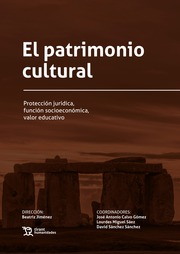 El patrimonio
cultural
Protección jurídica,
función socioeconómica,
valor educativo
DIRECCIÓN:
Beatriz Jiménez
COORDINADORES:
José Antonio Calvo Gómez
Lourdes Miguel Sáez
David Sánchez Sánchez
tirant
humanidades